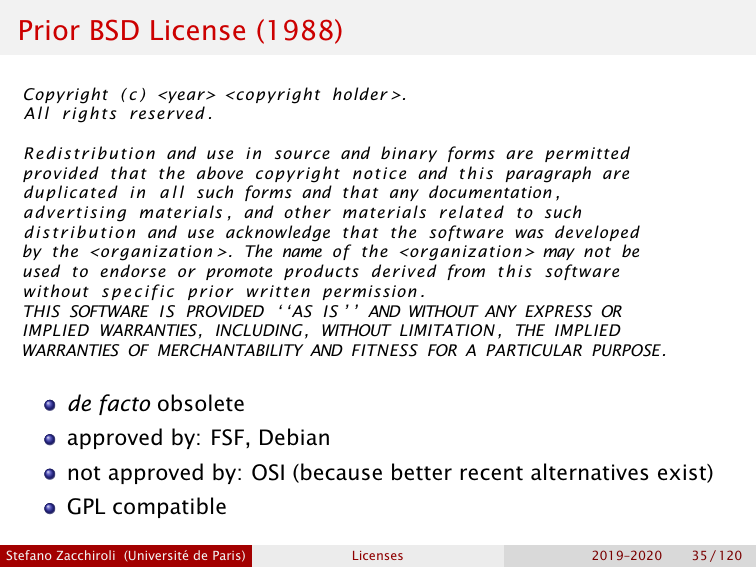 Prior BSD License (1988)
Copyright (c) <year> <copyright holder>.
All rights reserved.
Redistribution and use in source and binary forms are permitted
provided that the above copyright notice and this paragraph are
duplicated in all such forms and that any documentation,
advertising materials, and other materials related to such
distribution and use acknowledge that the software was developed
by the <organization>. The name of the <organization> may not be
used to endorse or promote products derived from this software
without specific prior written permission.
THIS SOFTWARE IS PROVIDED ‘‘AS IS’’ AND WITHOUT ANY EXPRESS OR
IMPLIED WARRANTIES, INCLUDING, WITHOUT LIMITATION, THE IMPLIED
WARRANTIES OF MERCHANTABILITY AND FITNESS FOR A PARTICULAR PURPOSE.
de facto obsolete
approved by: FSF, Debian
not approved by: OSI (because better recent alternatives exist)
GPL compatible
Stefano Zacchiroli (Université de Paris) Licenses 2019–2020 35 / 120